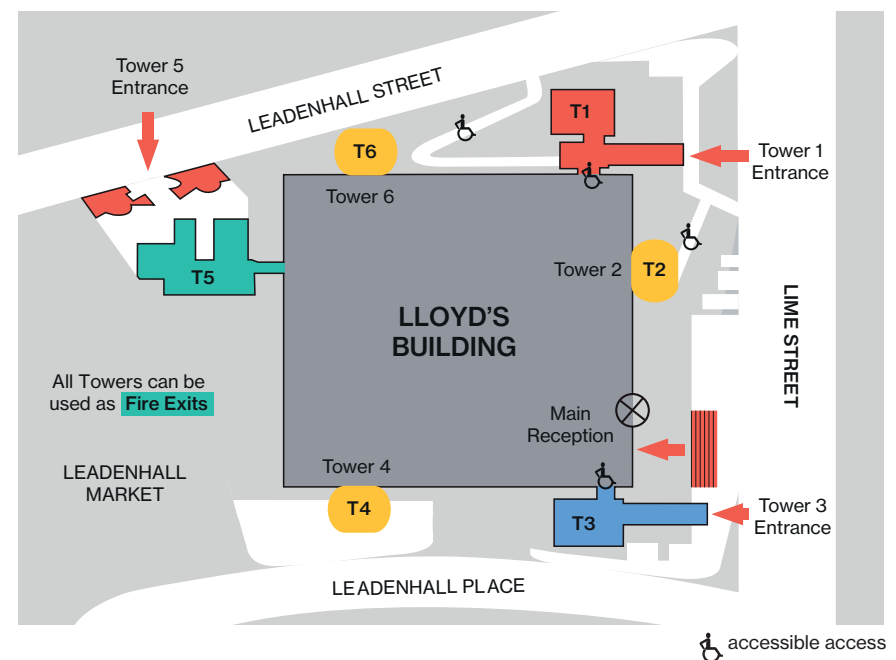 Tower 5
Entrance
LEADENHALL STREET
T1
T6
Tower 1
Entrance
Tower 6
T5
Tower 2
T2
LLOYD'S
BUILDING
LIME STREET
All Towers can be
used as Fire Exits
Main
Reception
LEADENHALL
MARKET
Tower 4
T4
T3
Tower 3
Entrance
LEADENHALL PLACE
accessible access